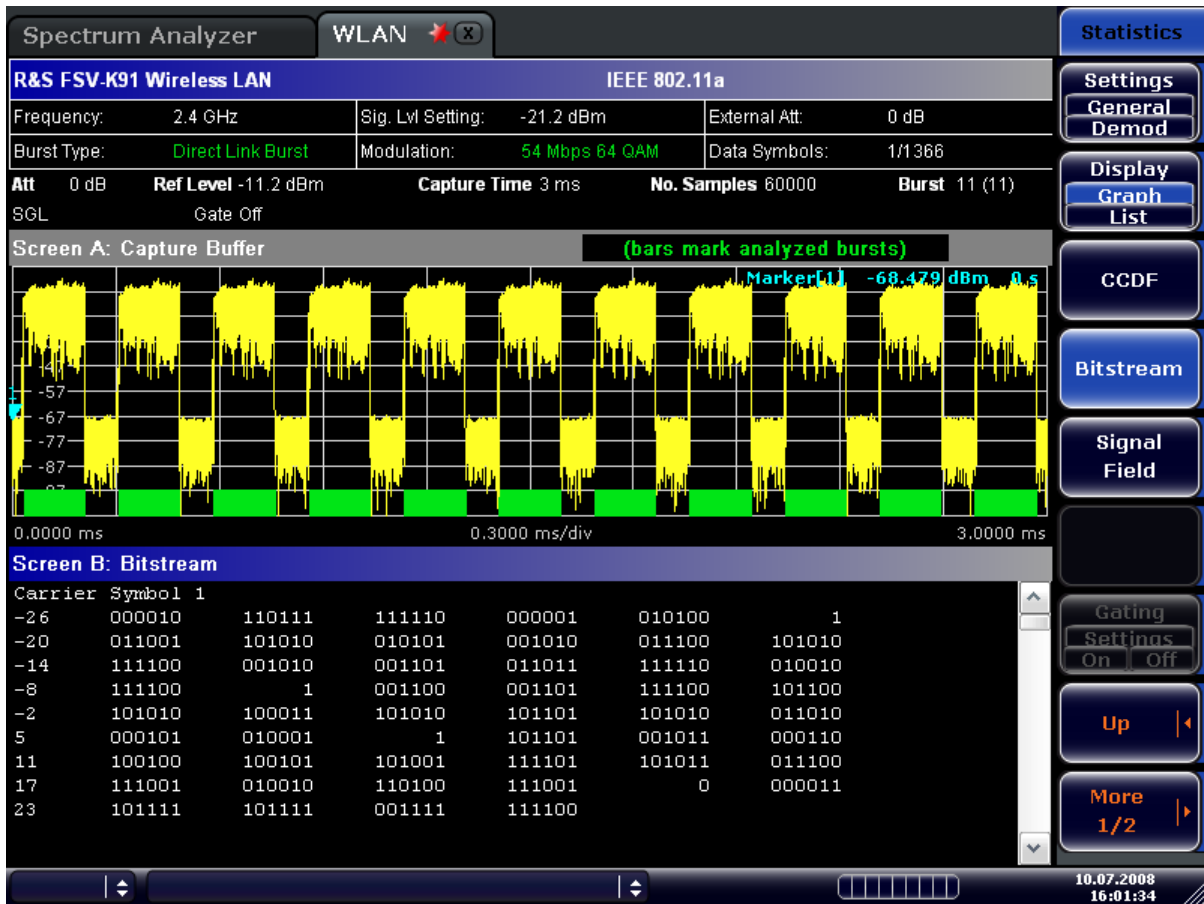 Spectrum Analyzer WLAN X
R&S FSV-K91 Wireless LAN IEEE 802.11a
Frequency: 2.4 GHz Sig. Lvl Setting: -21.2 dBm External Att: 0 dB
Burst Type: Direct Link Burst Modulation: 54 Mbps 64 QAM Data Symbols: 1/1366
Att 0 dB Ref Level -11.2 dBm Capture Time 3 ms No. Samples 60000 Burst 11 (11)
SGL Gate Off
Screen A: Capture Buffer (bars mark analyzed bursts)
Marker[1] -68.479 dBm 0 s
-47
-57
1
-67
-77
-87
-97
0.0000 ms 0.3000 ms/div 3.0000 ms
Screen B: Bitstream
Carrier Symbol 1
-26 000010 110111 111110 000001 010100 1
-20 011001 101010 010101 001010 011100 101010
-14 111100 001010 001101 011011 111110 010010
-8 111100 1 001100 001101 111100 101100
-2 101010 100011 101010 101101 101010 011010
5 000101 010001 1 101101 001011 000110
11 100100 100101 101001 111101 101011 011100
17 111001 010010 110100 111001 0 000011
23 101111 101111 001111 111100
Statistics
Settings
General
Demod
Display
Graph
List
CCDF
Bitstream
Signal
Field
Gating
Settings
On Off
Up
More
1/2
10.07.2008
16:01:34